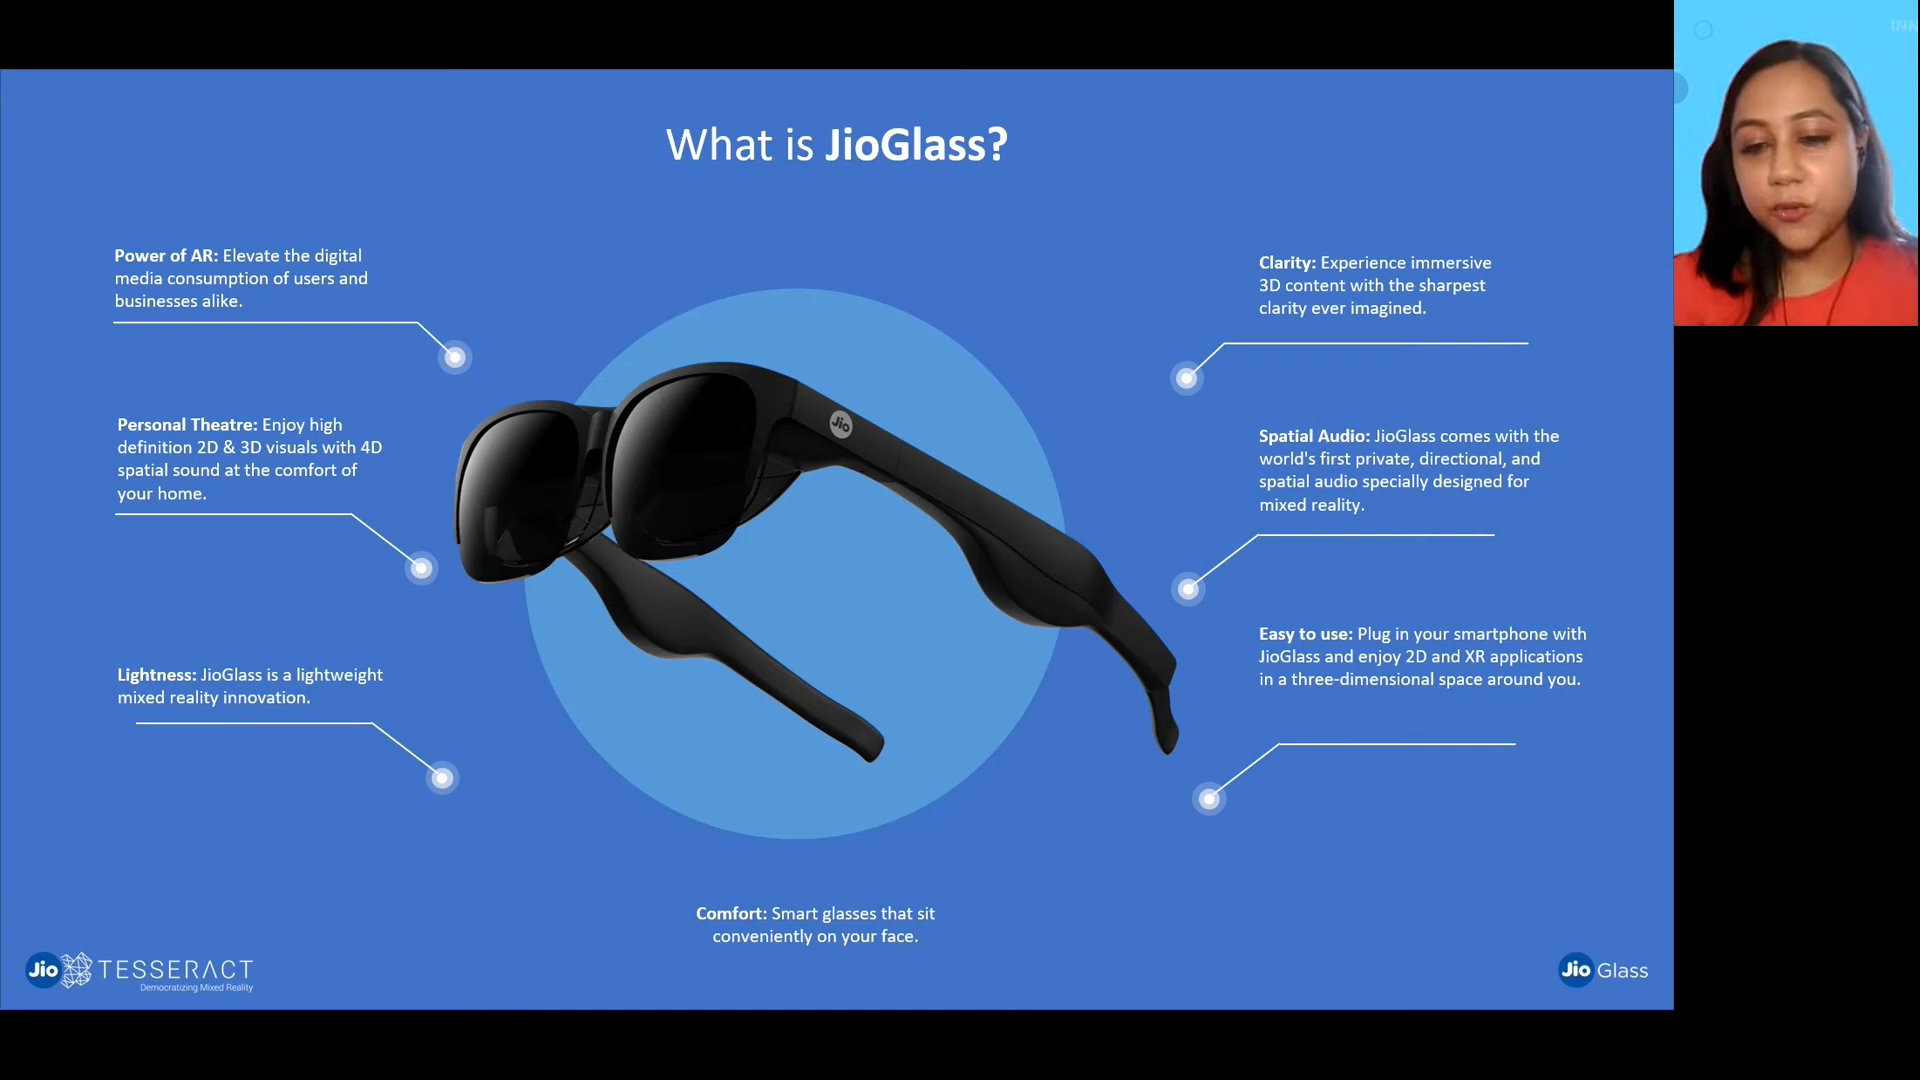 What is JioGlass?
Power of AR: Elevate the digital
media consumption of users and
businesses alike.
Personal Theatre: Enjoy high
definition 2D & 3D visuals with 4D
spatial sound at the comfort of
your home.
Lightness: JioGlass is a lightweight
mixed reality innovation.
Jio
Clarity: Experience immersive
3D content with the sharpest
clarity ever imagined.
Spatial Audio: JioGlass comes with the
world's first private, directional, and
spatial audio specially designed for
mixed reality.
Easy to use: Plug in your smartphone with
JioGlass and enjoy 2D and XR applications
in a three-dimensional space around you.
Comfort: Smart glasses that sit
conveniently on your face.
Jio TESSERACT
Democratizing Mixed Reality
Jio Glass